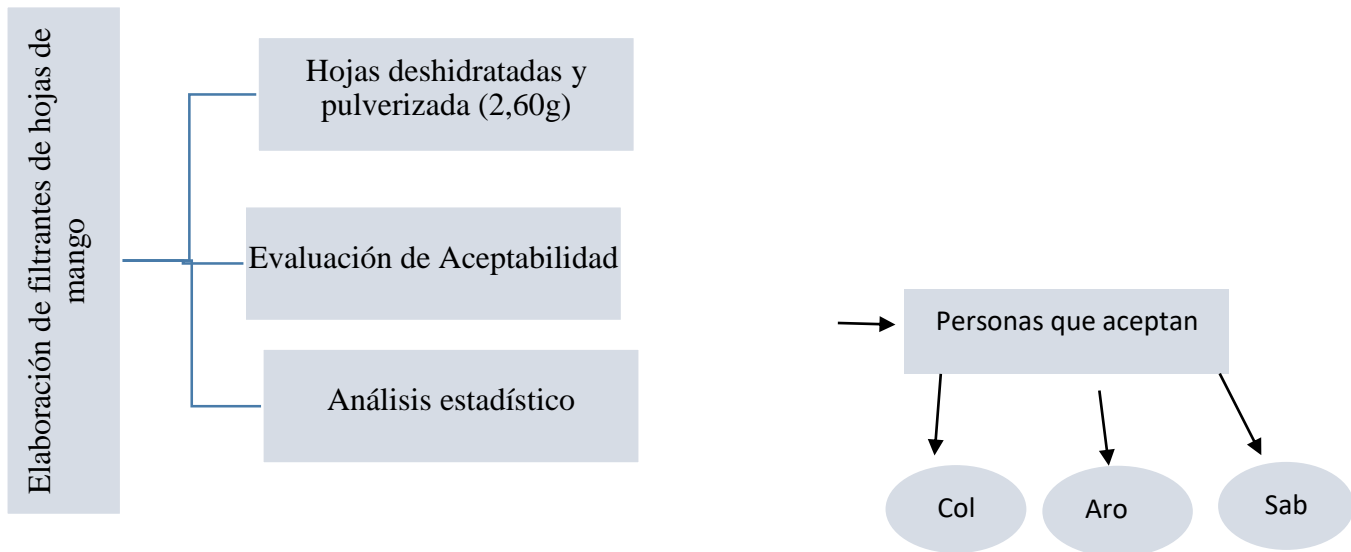 Elaboración de filtrantes de hojas de
mango
Hojas deshidratadas y
pulverizada (2,60g)
Evaluación de Aceptabilidad
Análisis estadístico
Personas que aceptan
Col
Aro
Sab